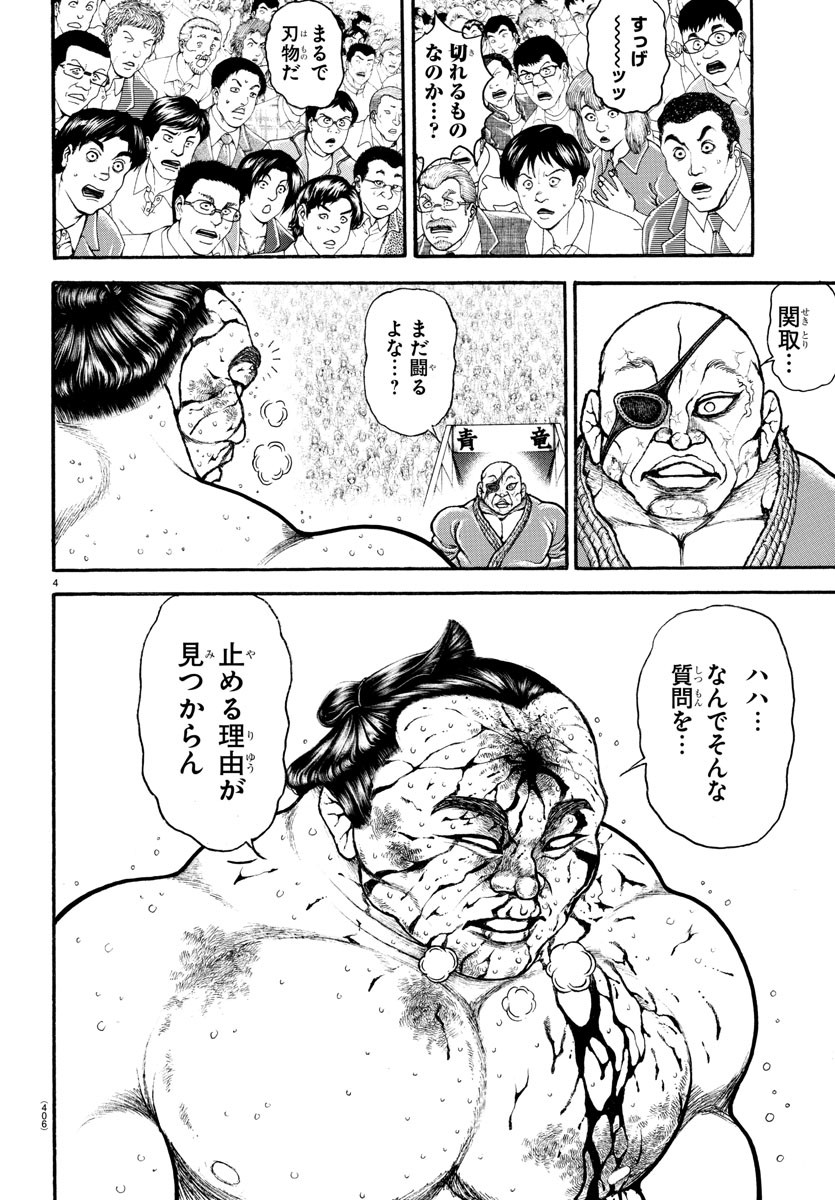 すっげ
〜〜〜〜ッッ
切れるもの
なのか…？
まるで
刃物だ
関取…
まだ闘る
よな…？
青竜
ハハ…
なんでそんな
質問を…
止める理由が
見つからん
4
(406)